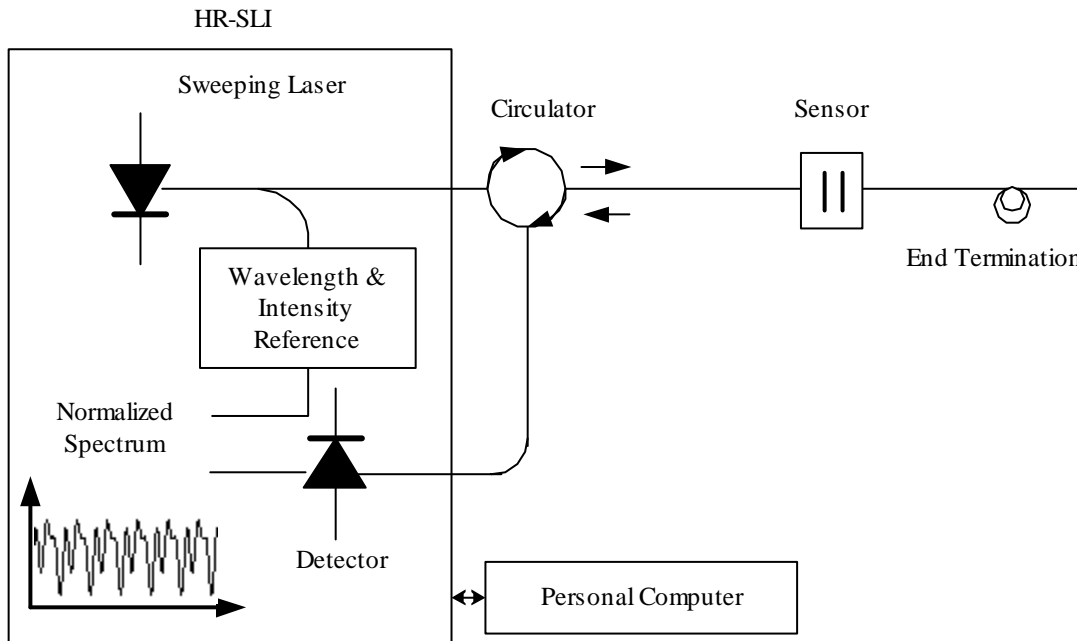 HR-SLI
Sweeping Laser
Circulator
Sensor
End Termination
Wavelength &
Intensity
Reference
Normalized
Spectrum
Detector
Personal Computer